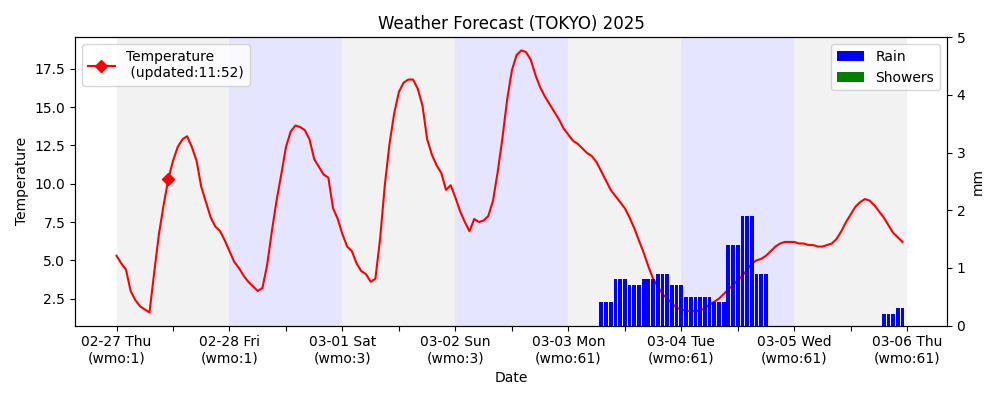 Weather Forecast (TOKYO) 2025
Temperature
(updated:11:52)
Rain
Showers
Temperature
17.5
15.0
12.5
10.0
7.5
5.0
2.5
5
4
3
2
1
0
mm
02-27 Thu
(wmo:1)
02-28 Fri
(wmo:1)
03-01 Sat
(wmo:3)
03-02 Sun
(wmo:3)
03-03 Mon
(wmo:61)
03-04 Tue
(wmo:61)
03-05 Wed
(wmo:61)
03-06 Thu
(wmo:61)
Date